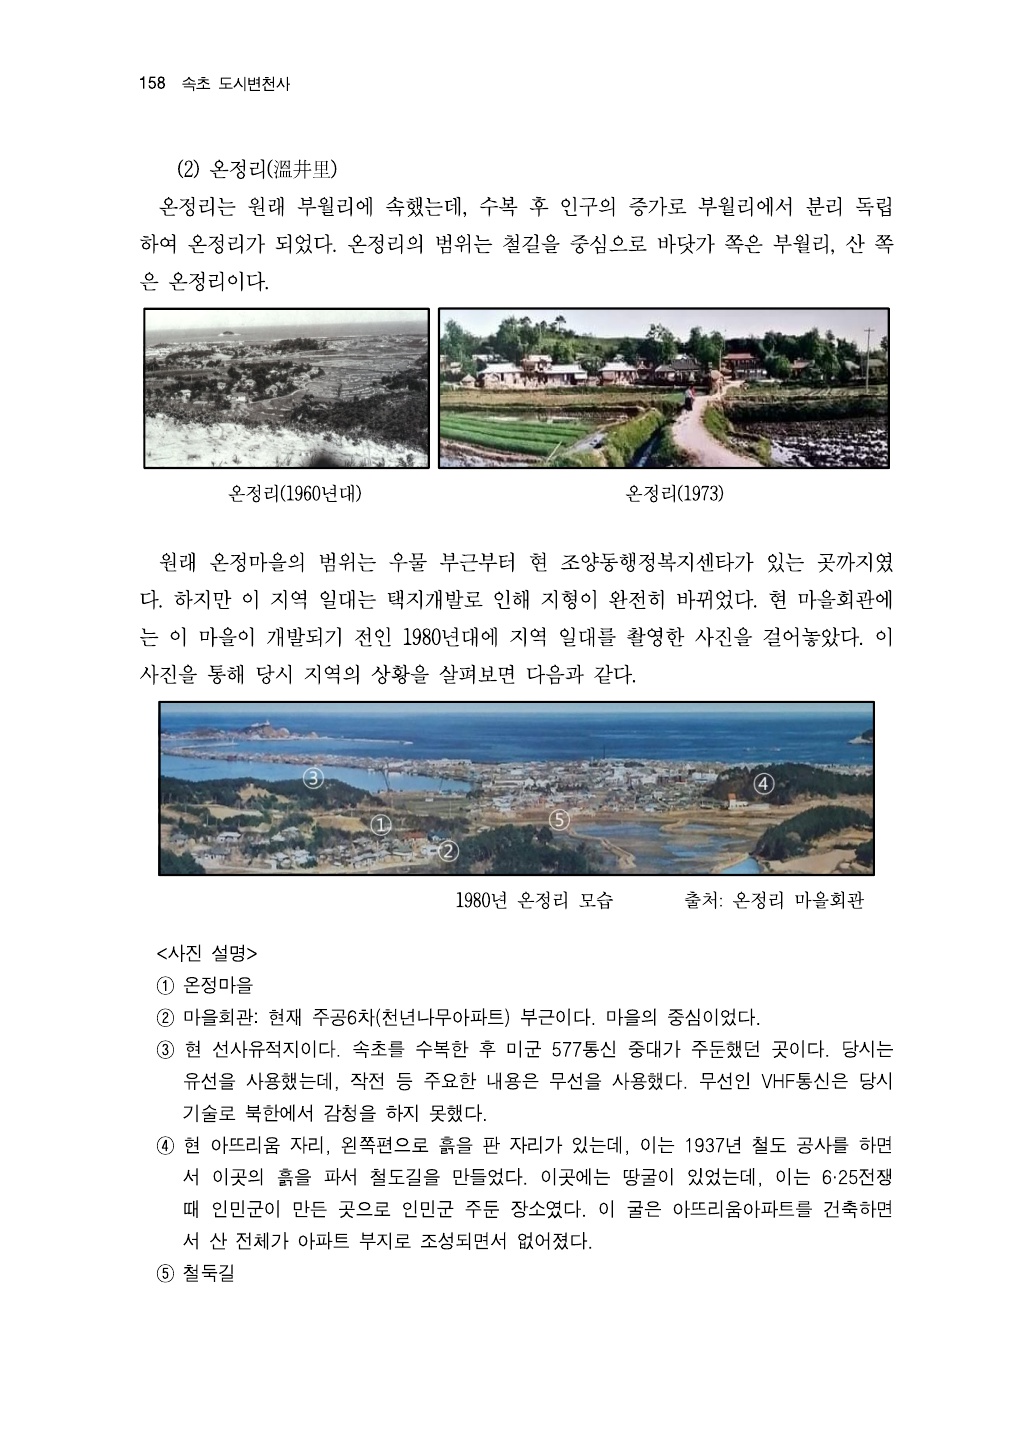 158 속초 도시변천사
(2) 온정리(溫井里)
온정리는 원래 부월리에 속했는데, 수복 후 인구의 증가로 부월리에서 분리 독립
하여 온정리가 되었다. 온정리의 범위는 철길을 중심으로 바닷가 쪽은 부월리, 산 쪽
은 온정리이다.
온정리(1960년대)
온정리(1973)
원래 온정마을의 범위는 우물 부근부터 현 조양동행정복지센타가 있는 곳까지였
다. 하지만 이 지역 일대는 택지개발로 인해 지형이 완전히 바뀌었다. 현 마을회관에
는 이 마을이 개발되기 전인 1980년대에 지역 일대를 촬영한 사진을 걸어놓았다. 이
사진을 통해 당시 지역의 상황을 살펴보면 다음과 같다.
③
④
①
⑤
②
1980년 온정리 모습 출처: 온정리 마을회관
<사진 설명>
① 온정마을
② 마을회관: 현재 주공6차(천년나무아파트) 부근이다. 마을의 중심이었다.
③ 현 선사유적지이다. 속초를 수복한 후 미군 577통신 중대가 주둔했던 곳이다. 당시는
유선을 사용했는데, 작전 등 주요한 내용은 무선을 사용했다. 무선인 VHF통신은 당시
기술로 북한에서 감청을 하지 못했다.
④ 현 아뜨리움 자리, 왼쪽편으로 흙을 판 자리가 있는데, 이는 1937년 철도 공사를 하면
서 이곳의 흙을 파서 철도길을 만들었다. 이곳에는 땅굴이 있었는데, 이는 6·25전쟁
때 인민군이 만든 곳으로 인민군 주둔 장소였다. 이 굴은 아뜨리움아파트를 건축하면
서 산 전체가 아파트 부지로 조성되면서 없어졌다.
⑤ 철둑길